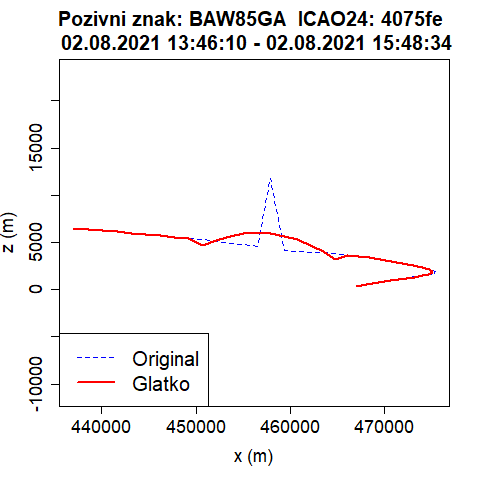 Pozivni znak: BAW85GA  ICAO24: 4075fe
02.08.2021 13:46:10 - 02.08.2021 15:48:34
z (m)
15000
5000
0
-10000
Original
Glatko
440000 450000 460000 470000
x (m)